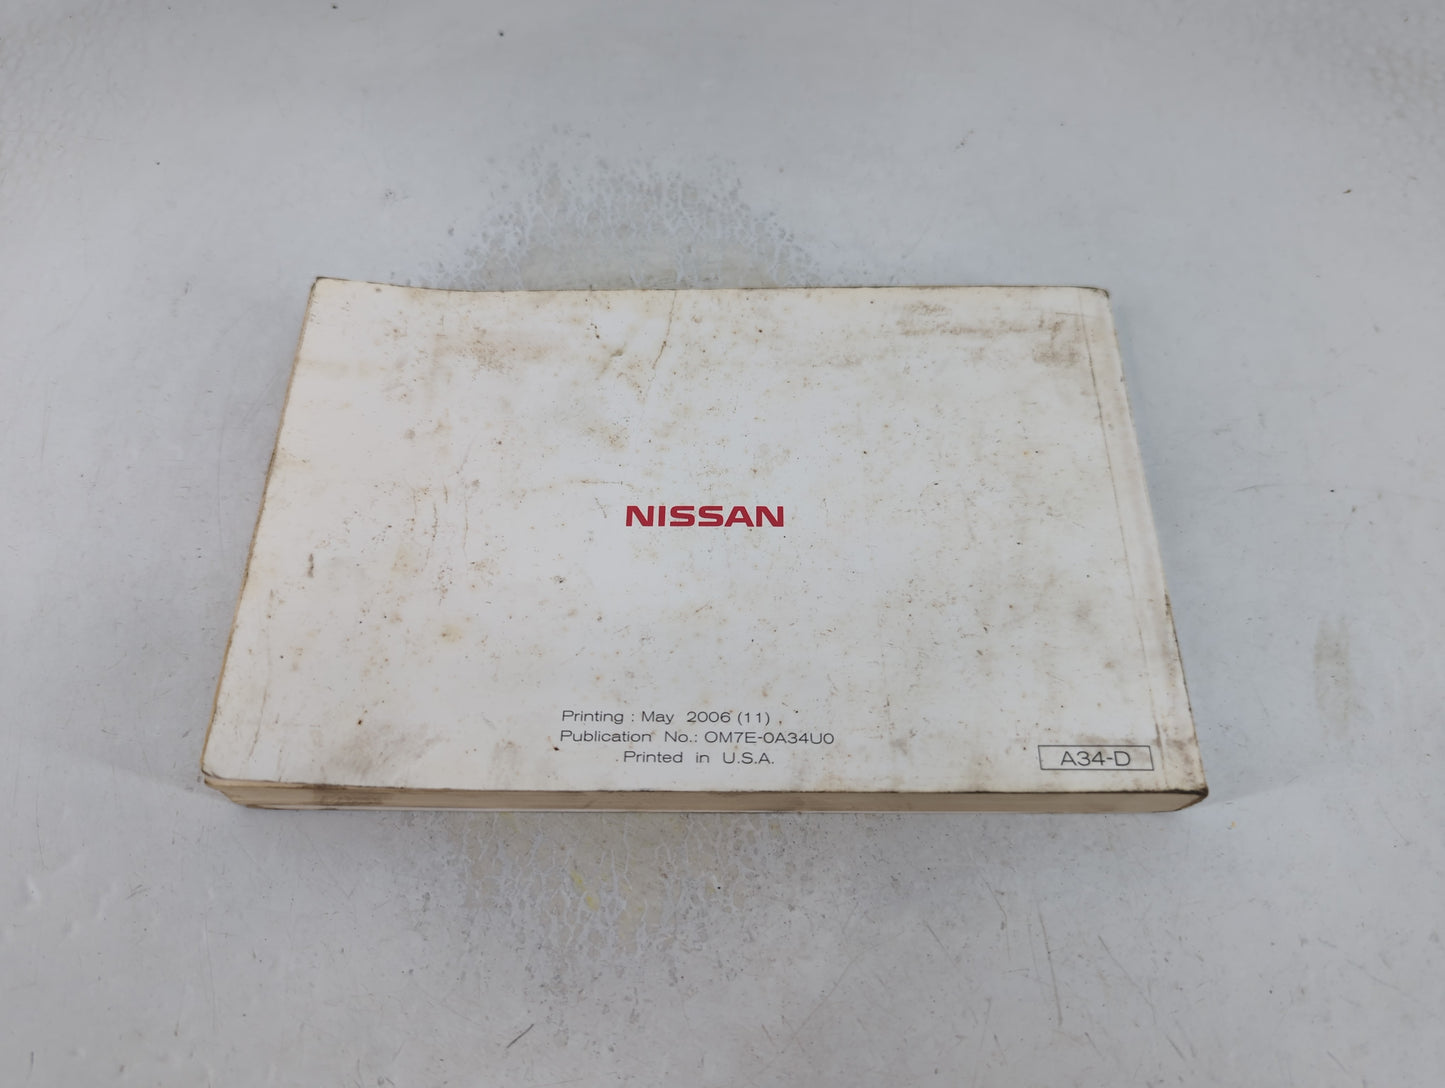 NISSAN
Printing : May 2006 (11)
Publication No.: OM7E-0A34U0
Printed in U.S.A.
A34-D